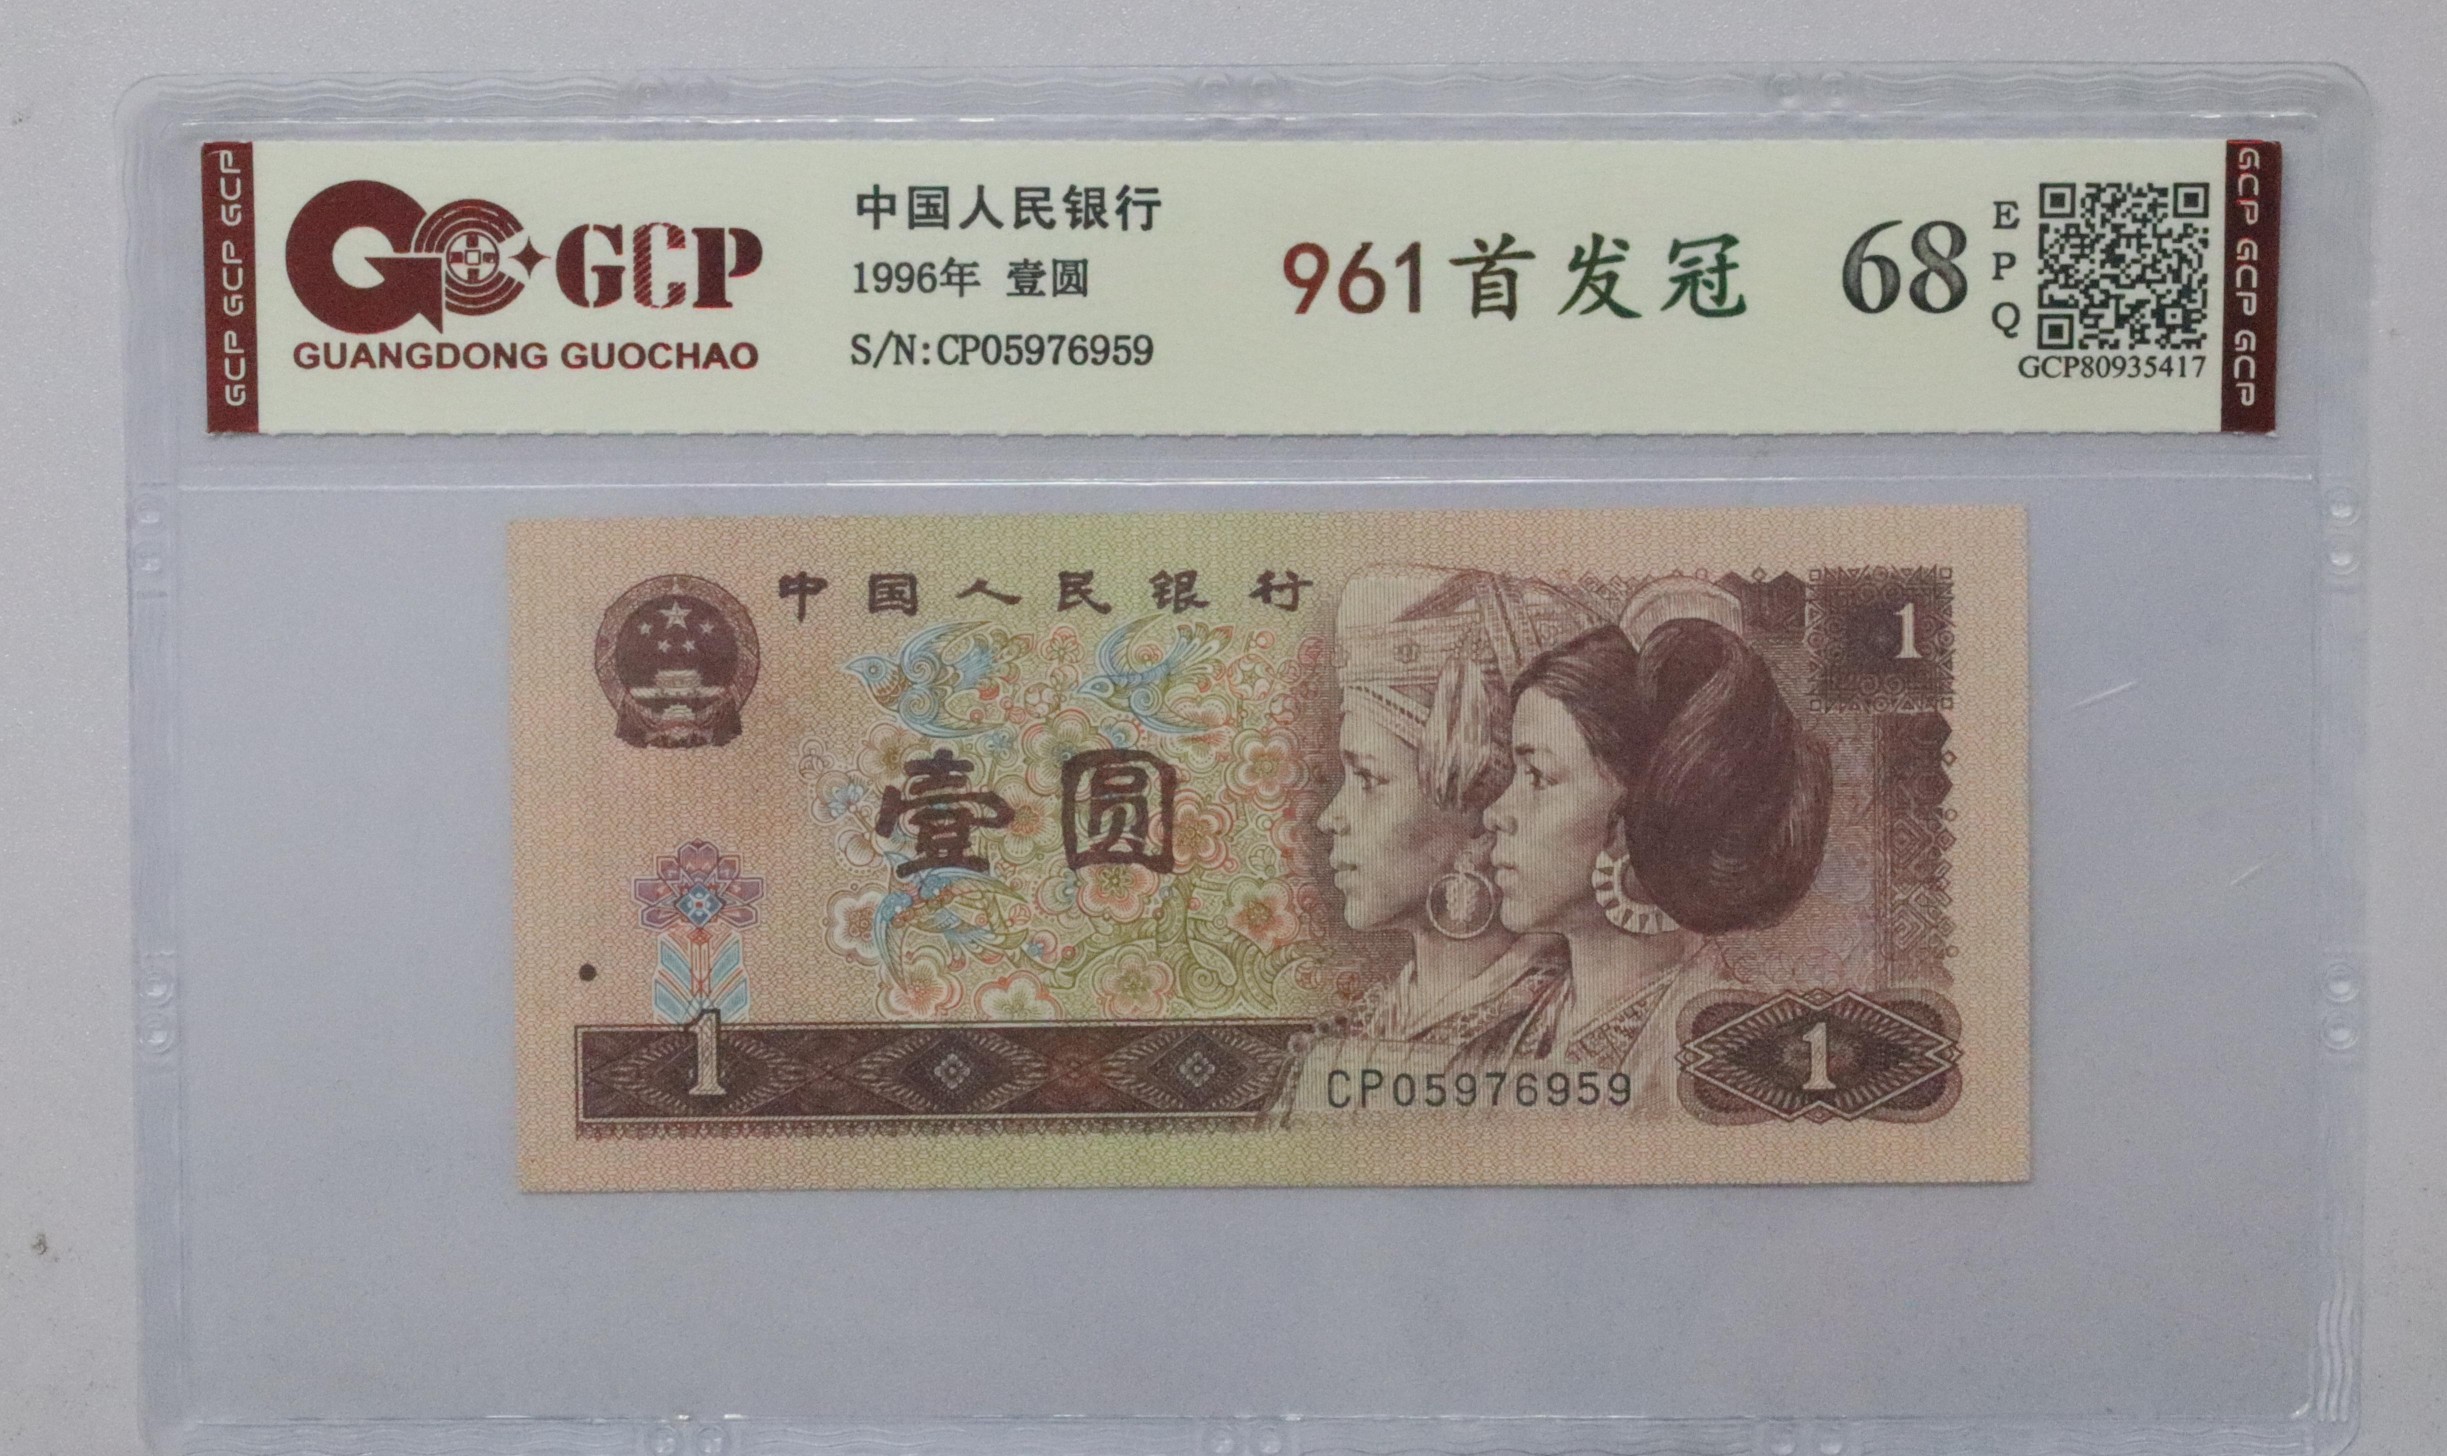 GCP GCP GCP
GCP
GUANGDONG GUOCHAO
中国人民银行
1996年 壹圆
S/N:CP05976959
961首发冠
68
EPQ
GCP80935417
GCP GCP GCP
中国人民银行
1
壹圆
1
CP05976959
1